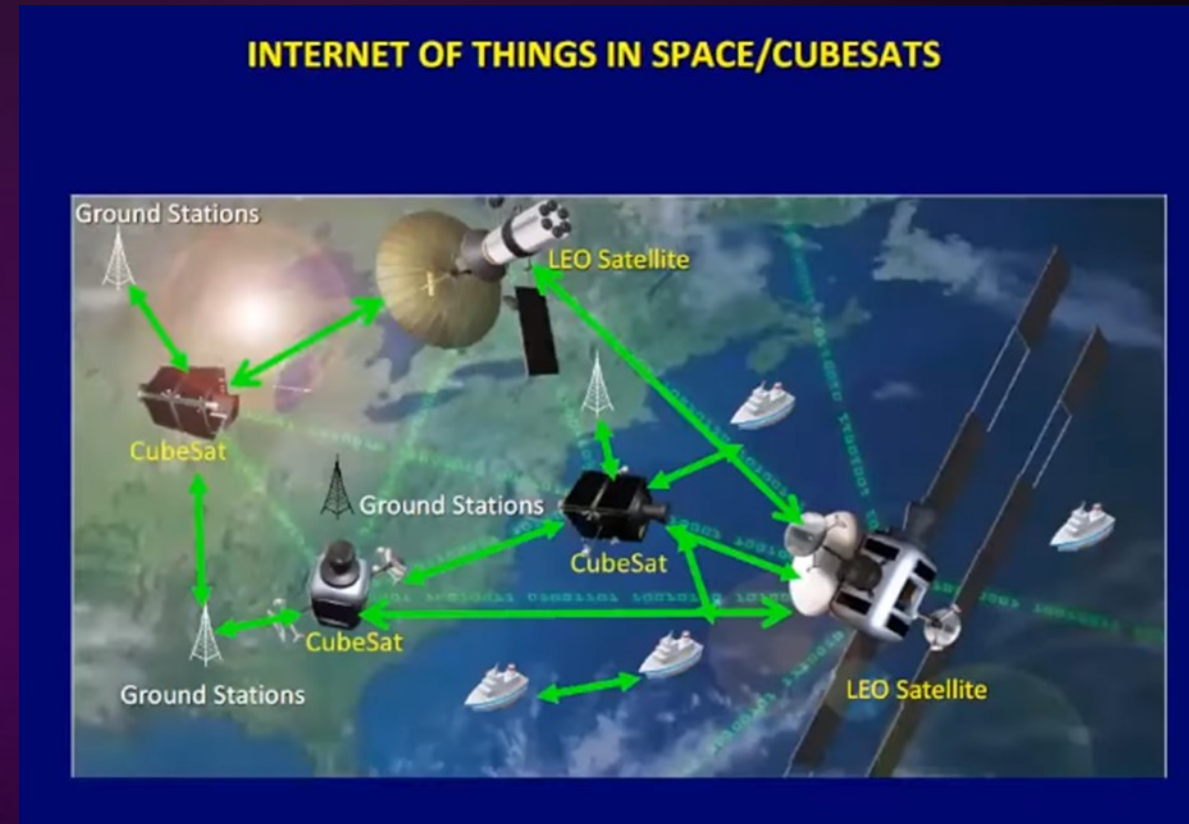 INTERNET OF THINGS IN SPACE/CUBESATS
Ground Stations
LEO Satellite
CubeSat
Ground Stations
CubeSat
CubeSat
Ground Stations
LEO Satellite